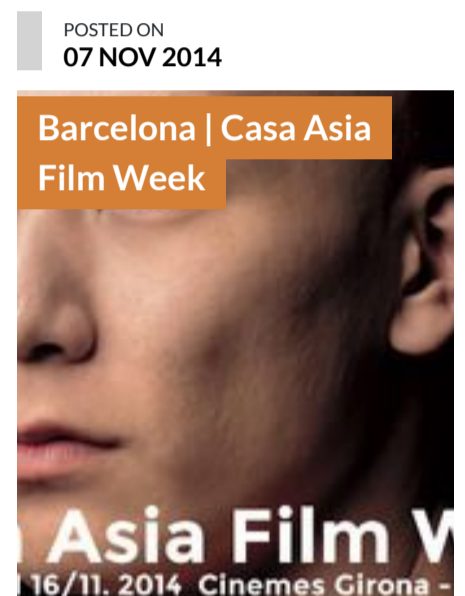 POSTED ON
07 NOV 2014
Barcelona | Casa Asia
Film Week
Asia Film
16/11. 2014 Cinemes Girona -